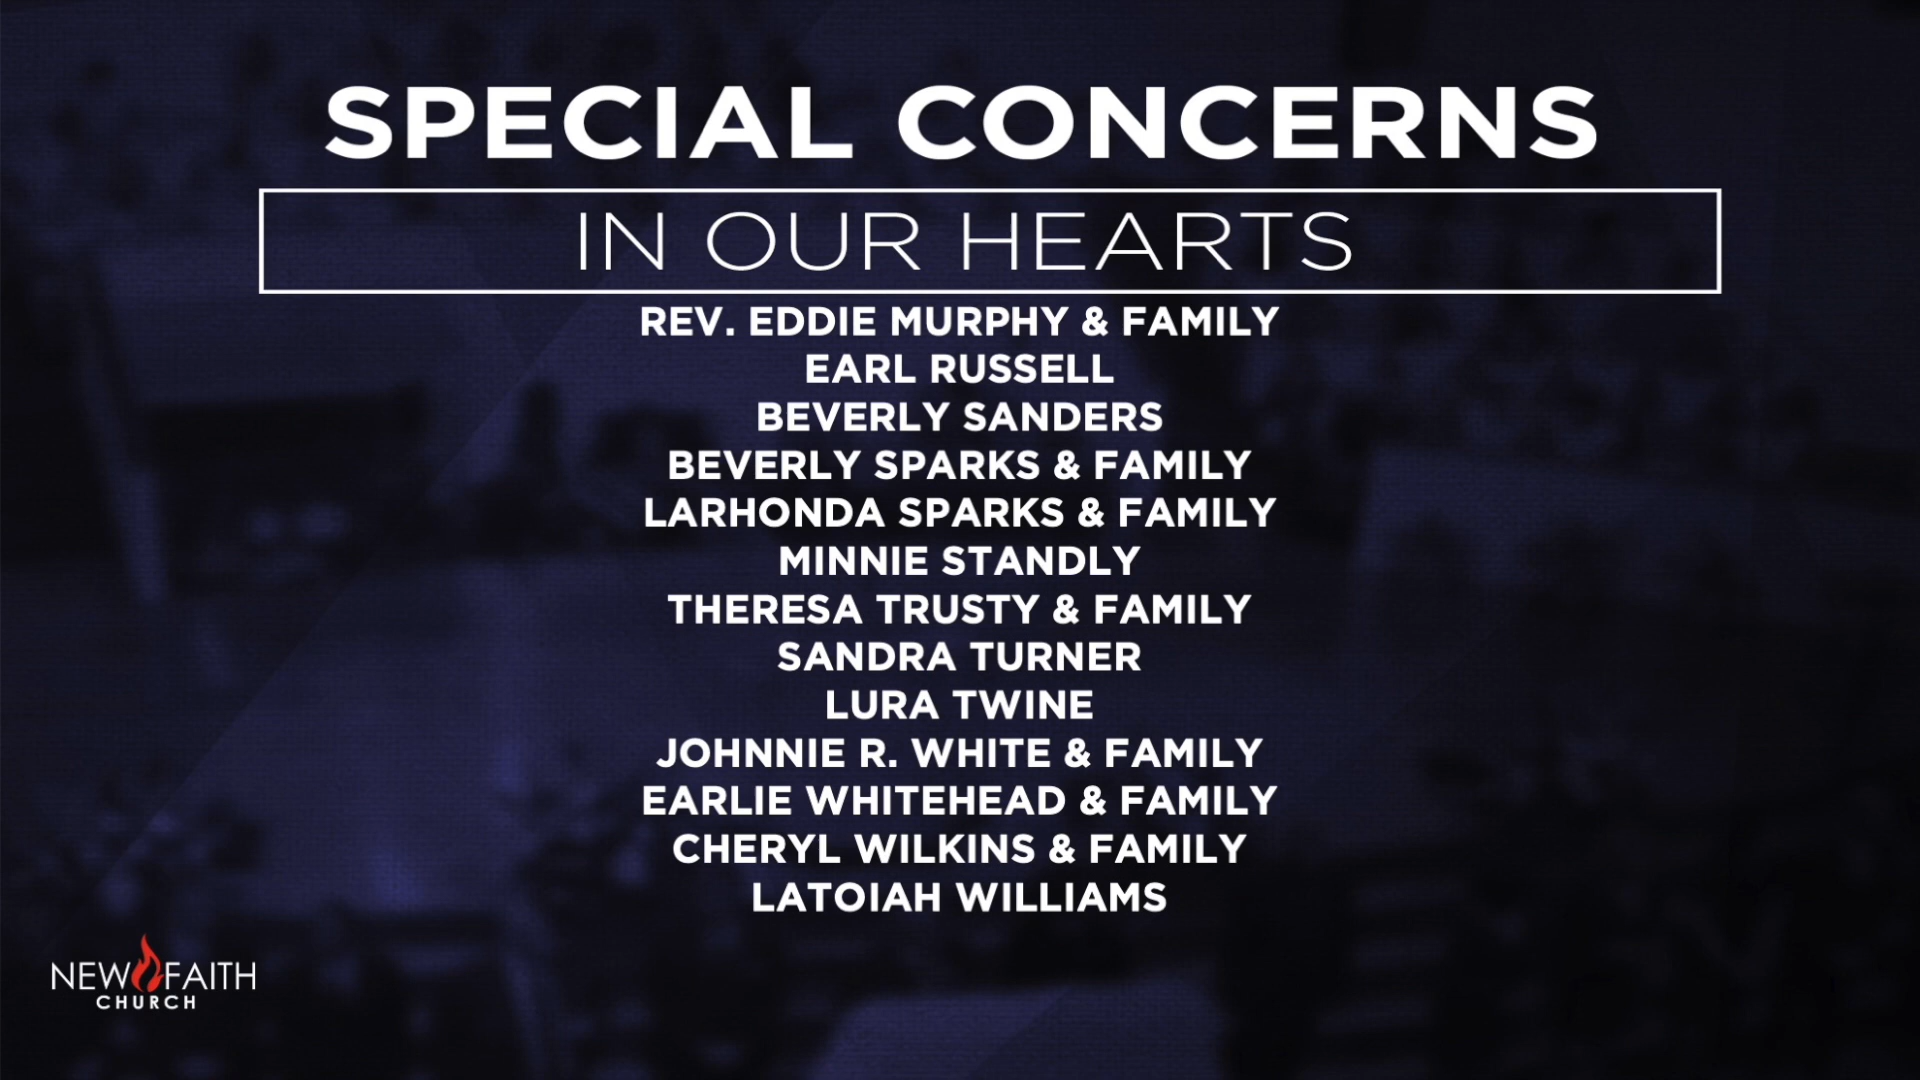 SPECIAL CONCERNS
IN OUR HEARTS
REV. EDDIE MURPHY & FAMILY
EARL RUSSELL
BEVERLY SANDERS
BEVERLY SPARKS & FAMILY
LARHONDA SPARKS & FAMILY
MINNIE STANDLY
THERESA TRUSTY & FAMILY
SANDRA TURNER
LURA TWINE
JOHNNIE R. WHITE & FAMILY
EARLIE WHITEHEAD & FAMILY
CHERYL WILKINS & FAMILY
LATOIAH WILLIAMS
NEW FAITH
CHURCH